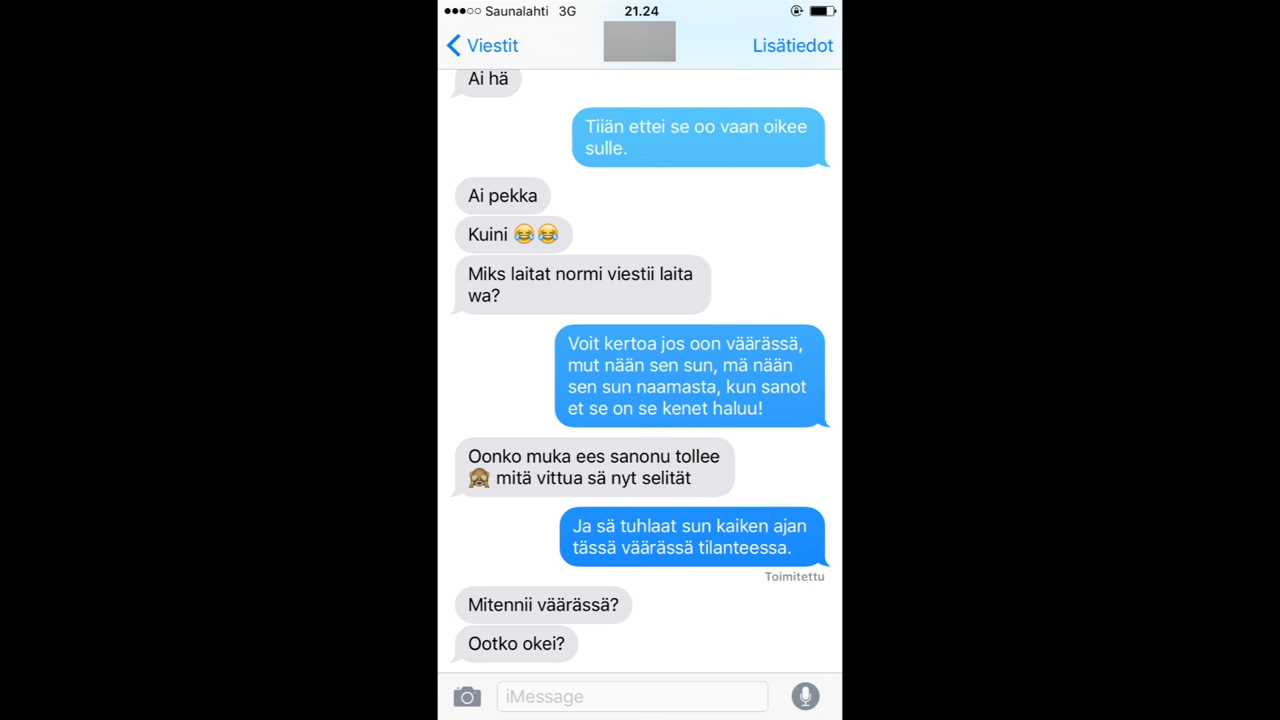 Saunalahti 3G 21.24
Viestit Lisätiedot
Ai hä
Tiiän ettei se oo vaan oikee
sulle.
Ai pekka
Kuini 😂😂
Miks laitat normi viestii laita
wa?
Voit kertoa jos oon väärässä,
mut nään sen sun, mä nään
sen sun naamasta, kun sanot
et se on se kenet haluu!
Oonko muka ees sanonu tollee
🙈 mitä vittua sä nyt selität
Ja sä tuhlaat sun kaiken ajan
tässä väärässä tilanteessa.
Toimitettu
Mitennii väärässä?
Ootko okei?
iMessage